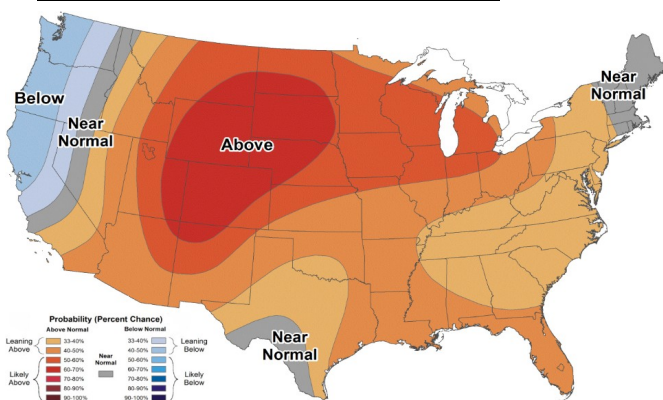 Below
Near
Normal
Above
Near
Normal
Near
Normal
Probability (Percent Chance)
Above Normal Below Normal
Leaning
Above
33-40% 33-40%
40-50% 40-50%
Leaning
Below
Likely
Above
50-60% 50-60%
60-70% 60-70%
70-80% 70-80%
80-90% 80-90%
90-100% 90-100%
Near
Normal
Likely
Below